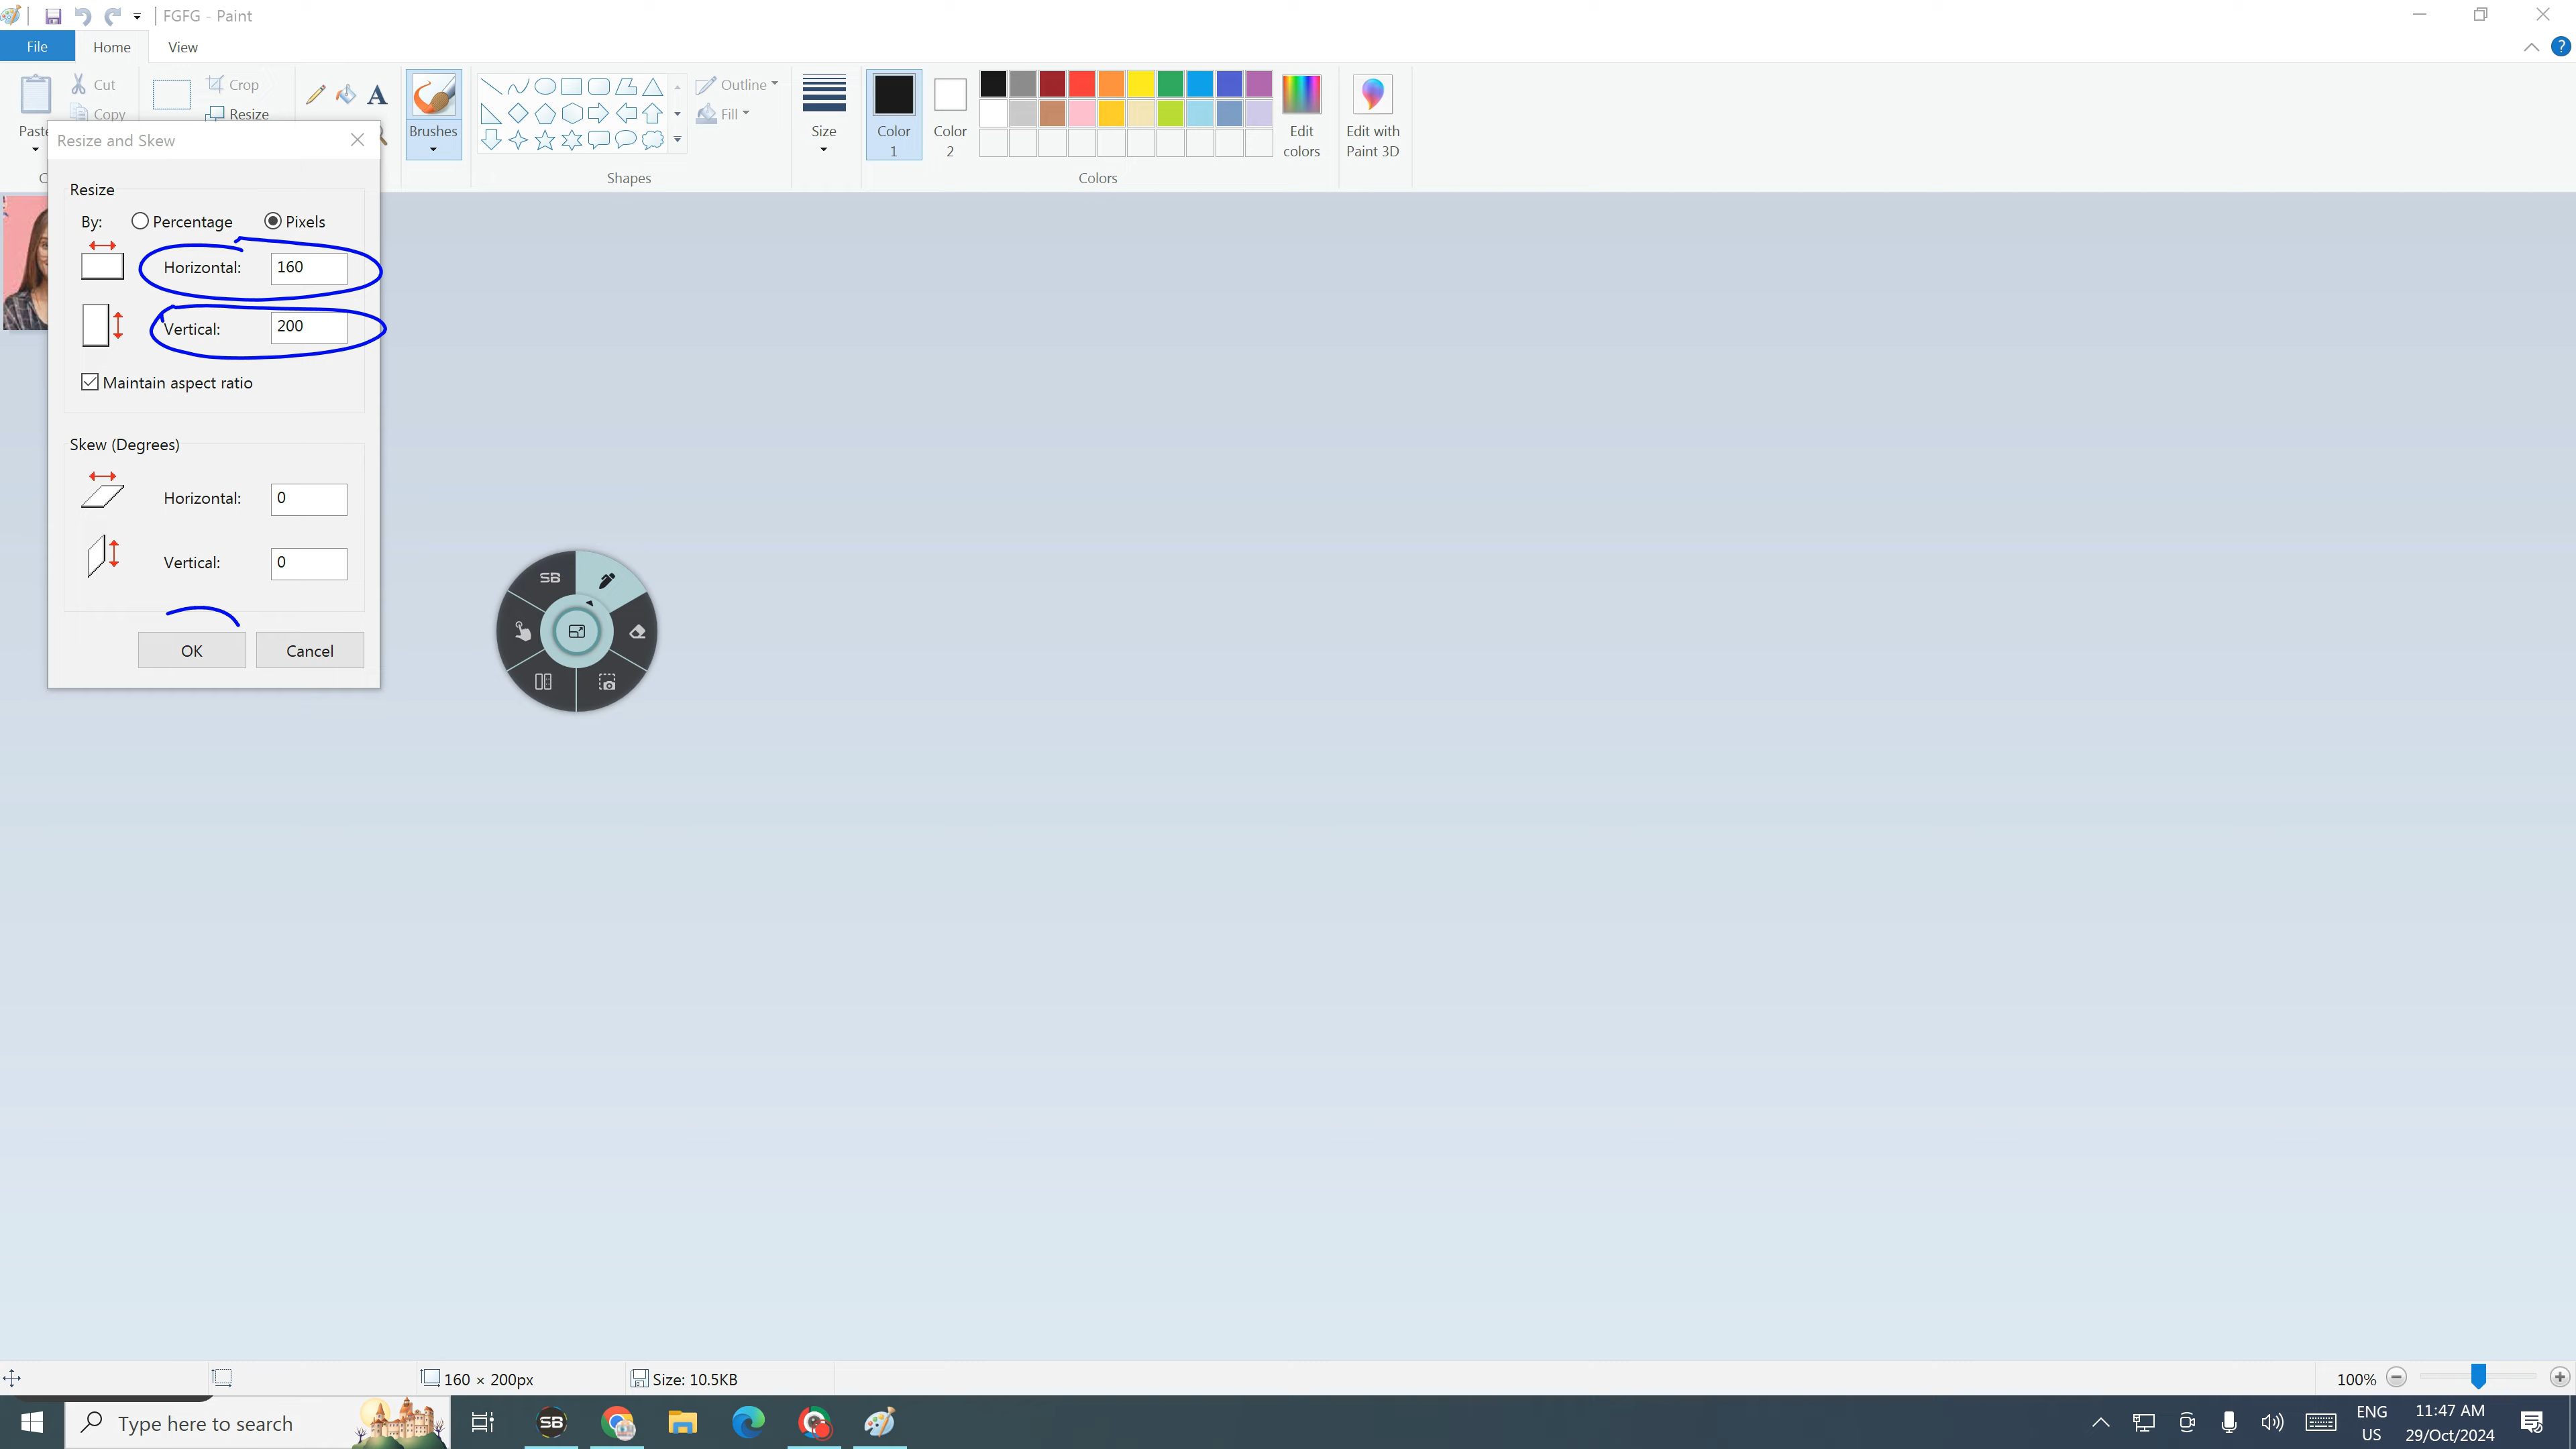 FGFG - Paint
File Home View
Paste
Cut
Copy
Crop
Resize
A
Brushes
Shapes
Outline
Fill
Size
Color 1
Color 2
Colors
Edit colors
Edit with Paint 3D
?
Resize and Skew
Resize
By: Percentage Pixels
Horizontal: 160
Vertical: 200
Maintain aspect ratio
Skew (Degrees)
Horizontal: 0
Vertical: 0
OK Cancel
SB
160 × 200px
Size: 10.5KB
100%
Type here to search
SB
ENG
US
11:47 AM
29/Oct/2024